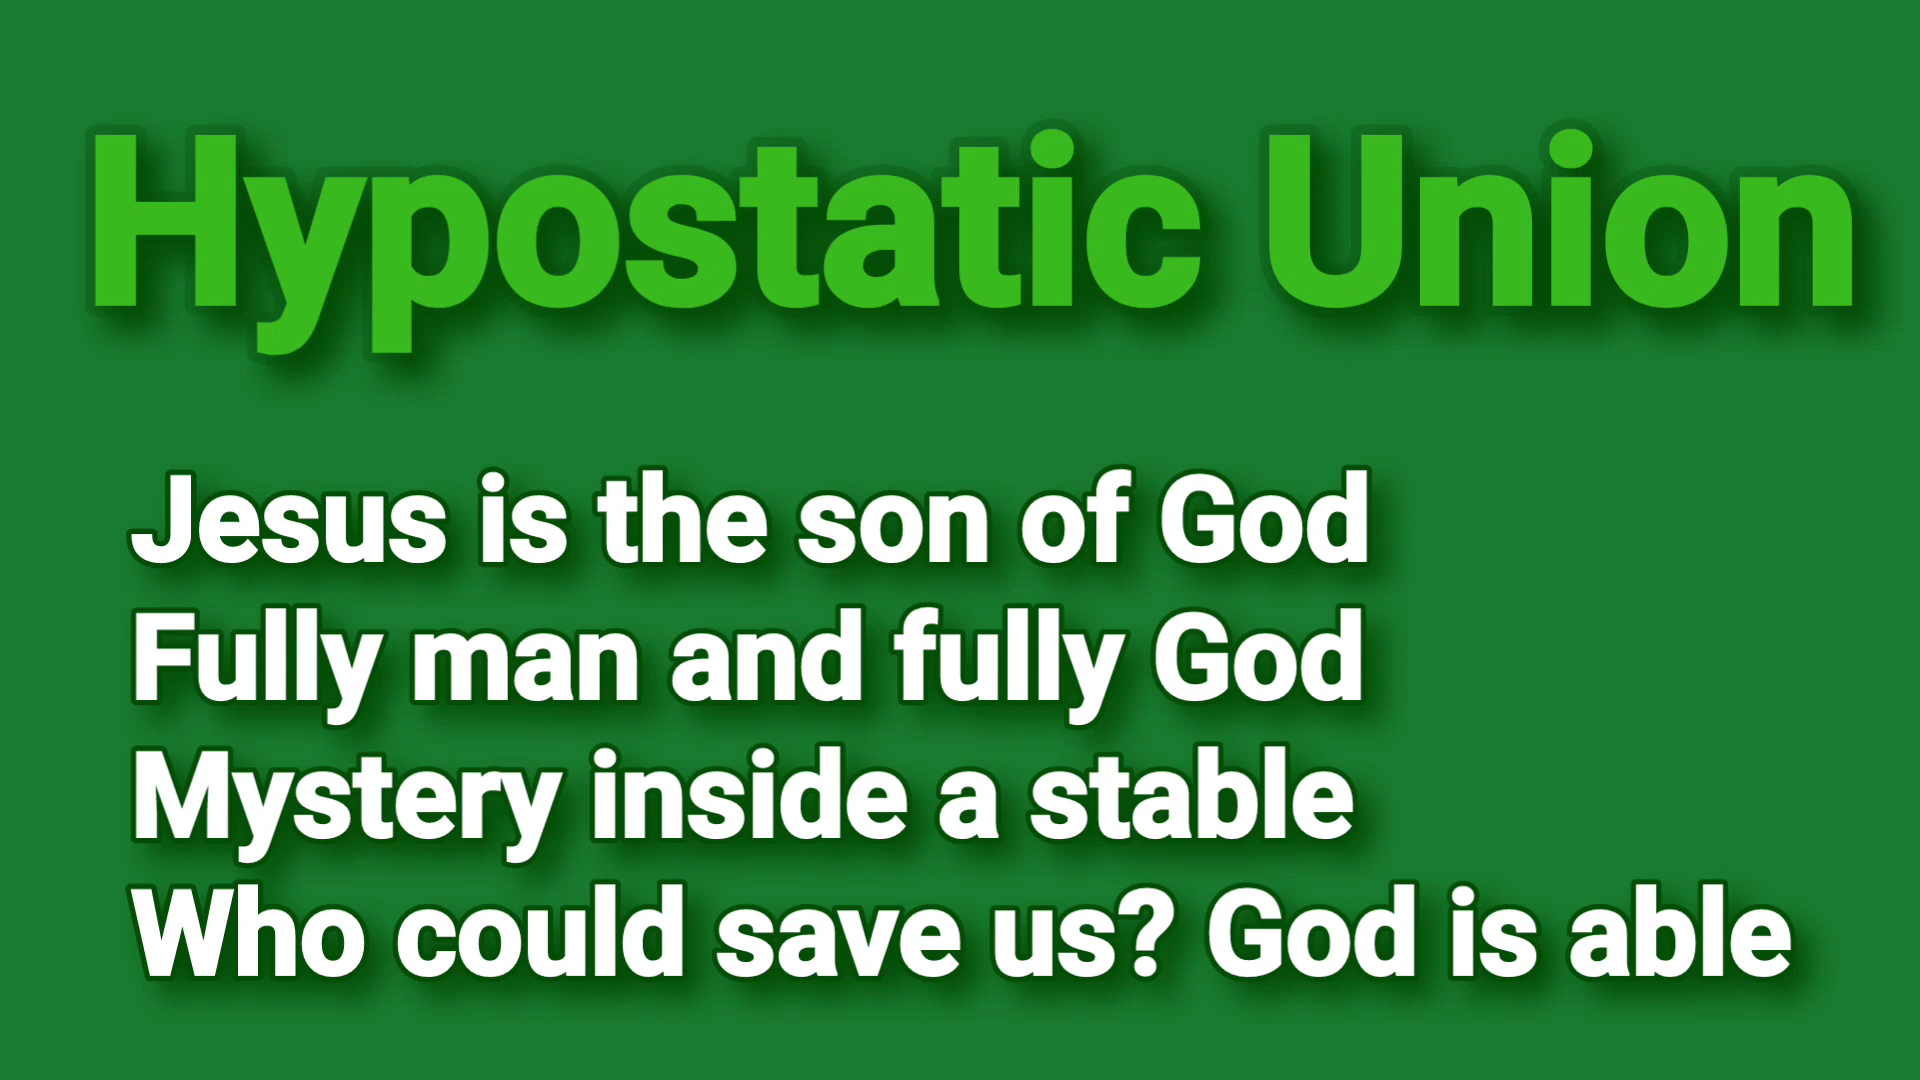 Hypostatic Union
Jesus is the son of God
Fully man and fully God
Mystery inside a stable
Who could save us? God is able